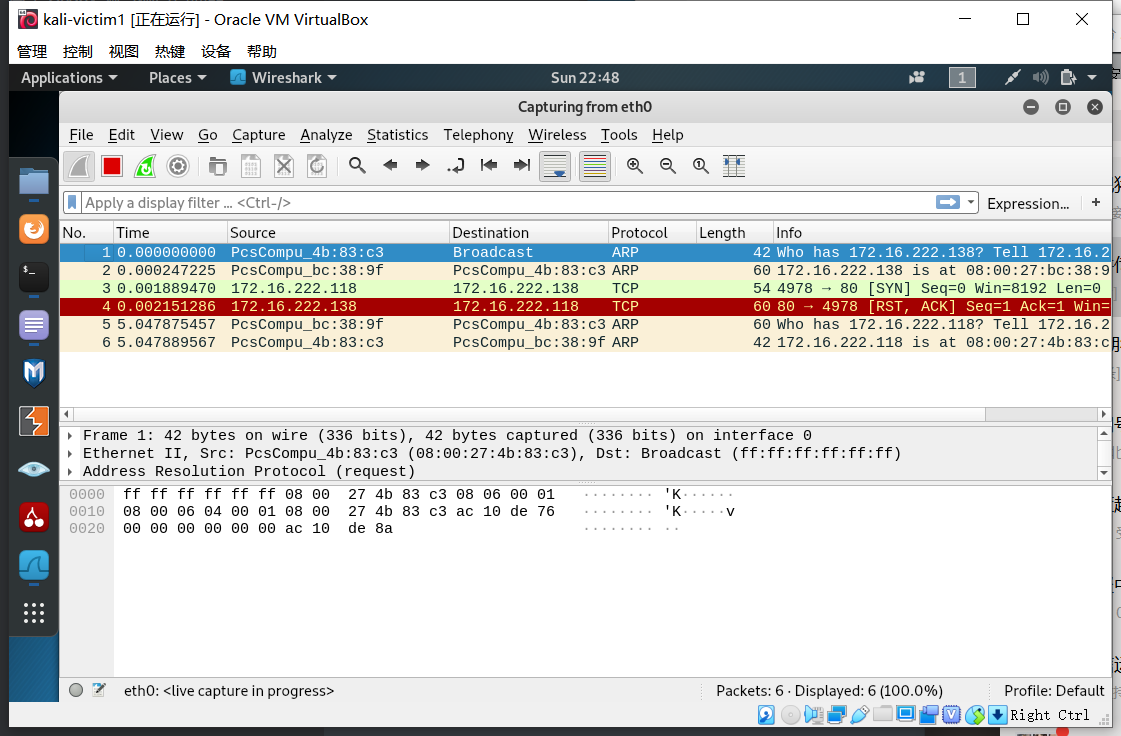 kali-victim1 [正在运行] - Oracle VM VirtualBox
管理 控制 视图 热键 设备 帮助
Applications Places Wireshark Sun 22:48 1
Capturing from eth0
File Edit View Go Capture Analyze Statistics Telephony Wireless Tools Help
Apply a display filter ... <Ctrl-/> Expression... +
No. Time Source Destination Protocol Length Info
1 0.000000000 PcsCompu_4b:83:c3 Broadcast ARP 42 Who has 172.16.222.138? Tell 172.16.2
2 0.000247225 PcsCompu_bc:38:9f PcsCompu_4b:83:c3 ARP 60 172.16.222.138 is at 08:00:27:bc:38:9
3 0.001889470 172.16.222.118 172.16.222.138 TCP 54 4978 → 80 [SYN] Seq=0 Win=8192 Len=0
4 0.002151286 172.16.222.138 172.16.222.118 TCP 60 80 → 4978 [RST, ACK] Seq=1 Ack=1 Win=
5 5.047875457 PcsCompu_bc:38:9f PcsCompu_4b:83:c3 ARP 60 Who has 172.16.222.118? Tell 172.16.2
6 5.047889567 PcsCompu_4b:83:c3 PcsCompu_bc:38:9f ARP 42 172.16.222.118 is at 08:00:27:4b:83:c
Frame 1: 42 bytes on wire (336 bits), 42 bytes captured (336 bits) on interface 0
Ethernet II, Src: PcsCompu_4b:83:c3 (08:00:27:4b:83:c3), Dst: Broadcast (ff:ff:ff:ff:ff:ff)
Address Resolution Protocol (request)
0000 ff ff ff ff ff ff 08 00 27 4b 83 c3 08 06 00 01 ········ 'K······
0010 08 00 06 04 00 01 08 00 27 4b 83 c3 ac 10 de 76 ········ 'K·····v
0020 00 00 00 00 00 00 ac 10 de 8a ········ ··
eth0: <live capture in progress> Packets: 6 · Displayed: 6 (100.0%) Profile: Default
Right Ctrl